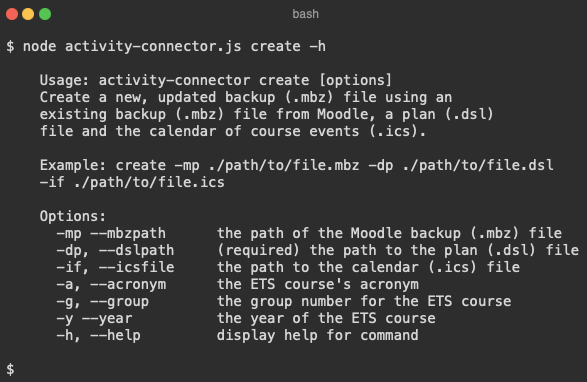 bash
$ node activity-connector.js create -h
Usage: activity-connector create [options]
Create a new, updated backup (.mbz) file using an
existing backup (.mbz) file from Moodle, a plan (.dsl)
file and the calendar of course events (.ics).
Example: create -mp ./path/to/file.mbz -dp ./path/to/file.dsl
-if ./path/to/file.ics
Options:
-mp --mbzpath the path of the Moodle backup (.mbz) file
-dp, --dslpath (required) the path to the plan (.dsl) file
-if, --icsfile the path to the calendar (.ics) file
-a, --acronym the ETS course's acronym
-g, --group the group number for the ETS course
-y --year the year of the ETS course
-h, --help display help for command
$